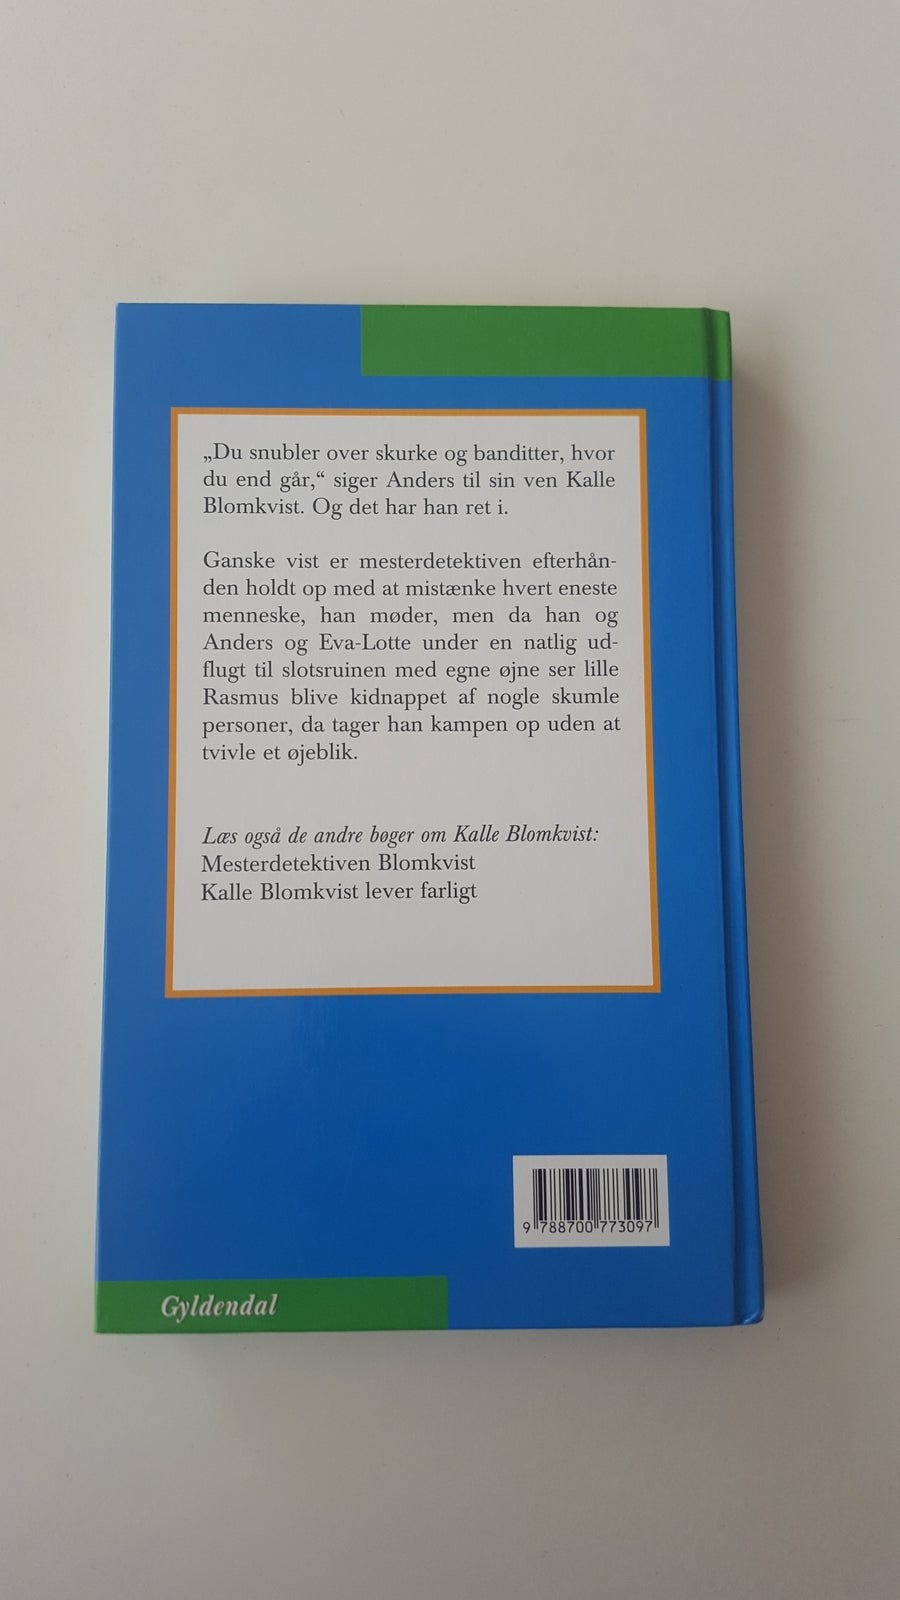 „Du snubler over skurke og banditter, hvor
du end går,“ siger Anders til sin ven Kalle
Blomkvist. Og det har han ret i.
Ganske vist er mesterdetektiven efterhån-
den holdt op med at mistænke hvert eneste
menneske, han møder, men da han og
Anders og Eva-Lotte under en natlig ud-
flugt til slotsruinen med egne øjne ser lille
Rasmus blive kidnappet af nogle skumle
personer, da tager han kampen op uden at
tvivle et øjeblik.
Læs også de andre bøger om Kalle Blomkvist:
Mesterdetektiven Blomkvist
Kalle Blomkvist lever farligt
9 788700 773097
Gyldendal